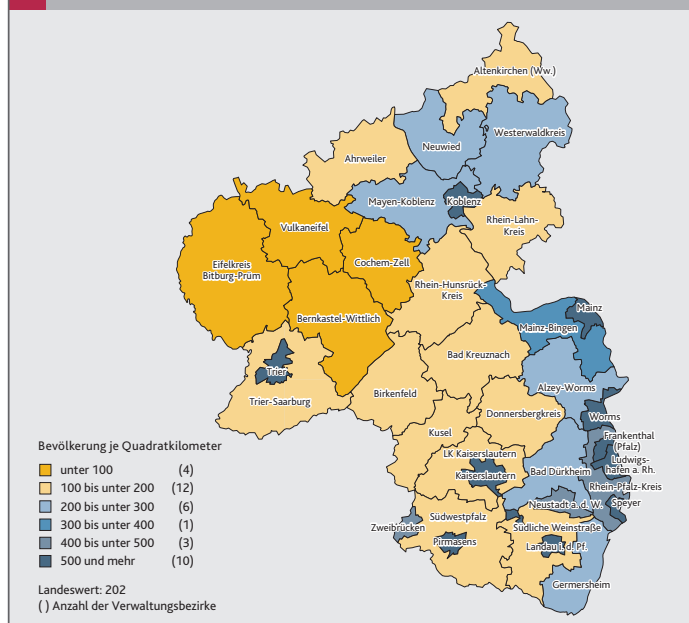 Altenkirchen (Ww.)
Neuwied
Westerwaldkreis
Ahrweiler
Mayen-Koblenz
Koblenz
Rhein-Lahn-
Kreis
Vulkaneifel
Cochem-Zell
Eifelkreis
Bitburg-Prum
Rhein-Hunsrück-
Kreis
Bernkastel-Wittlich
Mainz
Mainz-Bingen
Bad Kreuznach
Trier
Alzey-Worms
Birkenfeld
Trier-Saarburg
Donnersbergkreis
Worms
Kusel
Frankenthal
(Pfalz)
LK Kaiserslautern
Ludwigs-
hafen a. Rh.
Kaiserslautern
Bad Dürkheim
Rhein-Pfalz-Kreis
Neustadt a. d. W.
Speyer
Zweibrücken
Südwestpfalz
Südliche Weinstraße
Pirmasens
Landau i. d. Pf.
Germersheim
Bevölkerung je Quadratkilometer
unter 100 (4)
100 bis unter 200 (12)
200 bis unter 300 (6)
300 bis unter 400 (1)
400 bis unter 500 (3)
500 und mehr (10)
Landeswert: 202
( ) Anzahl der Verwaltungsbezirke